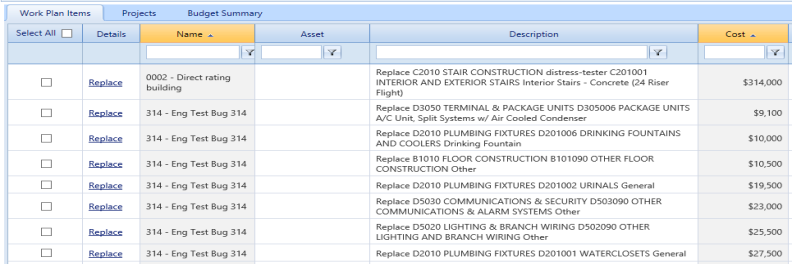 Work Plan Items Projects Budget Summary
Select All Details Name Asset Description Cost
Replace 0002 - Direct rating building Replace C2010 STAIR CONSTRUCTION distress-tester C201001 INTERIOR AND EXTERIOR STAIRS Interior Stairs - Concrete (24 Riser Flight) $314,000
Replace 314 - Eng Test Bug 314 Replace D3050 TERMINAL & PACKAGE UNITS D305006 PACKAGE UNITS A/C Unit, Split Systems w/ Air Cooled Condenser $9,100
Replace 314 - Eng Test Bug 314 Replace D2010 PLUMBING FIXTURES D201006 DRINKING FOUNTAINS AND COOLERS Drinking Fountain $10,000
Replace 314 - Eng Test Bug 314 Replace B1010 FLOOR CONSTRUCTION B101090 OTHER FLOOR CONSTRUCTION Other $10,500
Replace 314 - Eng Test Bug 314 Replace D2010 PLUMBING FIXTURES D201002 URINALS General $19,500
Replace 314 - Eng Test Bug 314 Replace D5030 COMMUNICATIONS & SECURITY D503090 OTHER COMMUNICATIONS & ALARM SYSTEMS Other $23,000
Replace 314 - Eng Test Bug 314 Replace D5020 LIGHTING & BRANCH WIRING D502090 OTHER LIGHTING AND BRANCH WIRING Other $25,500
Replace 314 - Eng Test Bug 314 Replace D2010 PLUMBING FIXTURES D201001 WATERCLOSETS General $27,500